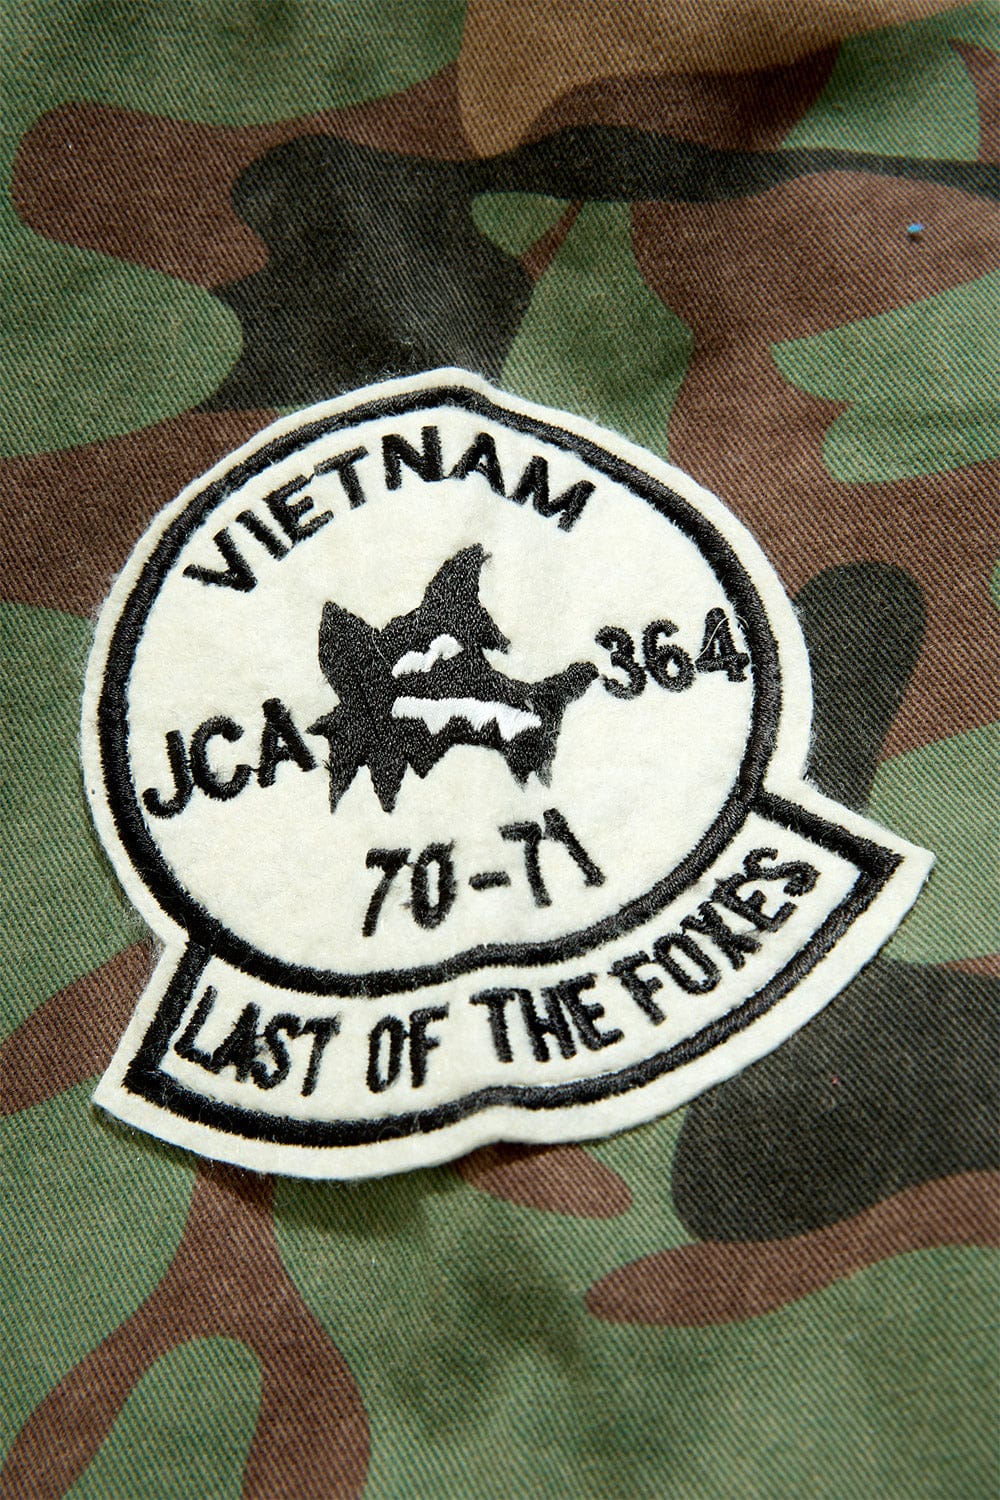 VIETNAM
JCA 364
70-71
LAST OF THE FOXES